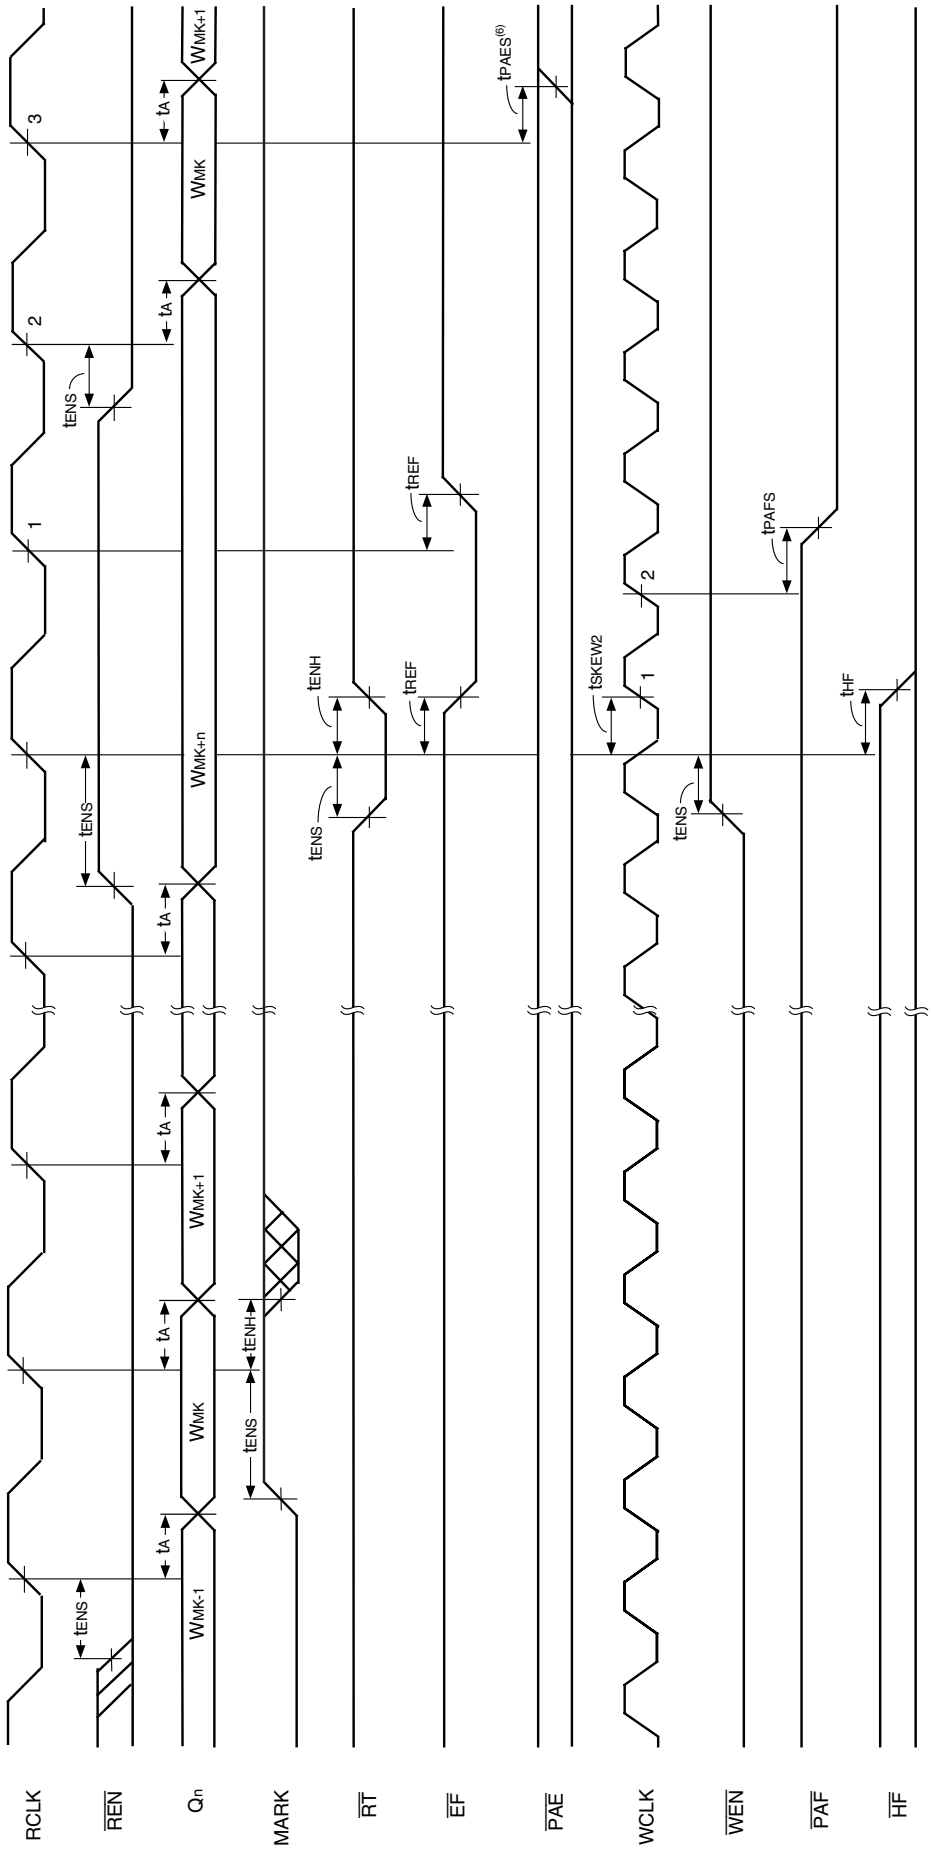 RCLK
1
2
3
REN
tENS
tENS
tENS
Qn
tA
tA
tA
tA
tA
tA
WMK-1
WMK
WMK+1
WMK+n
WMK
WMK+1
MARK
tENS
tENH
RT
tENS
tENH
EF
tREF
tREF
PAE
tPAES(6)
WCLK
tSKEW2
1
2
WEN
tENS
PAF
tPAFS
HF
tHF